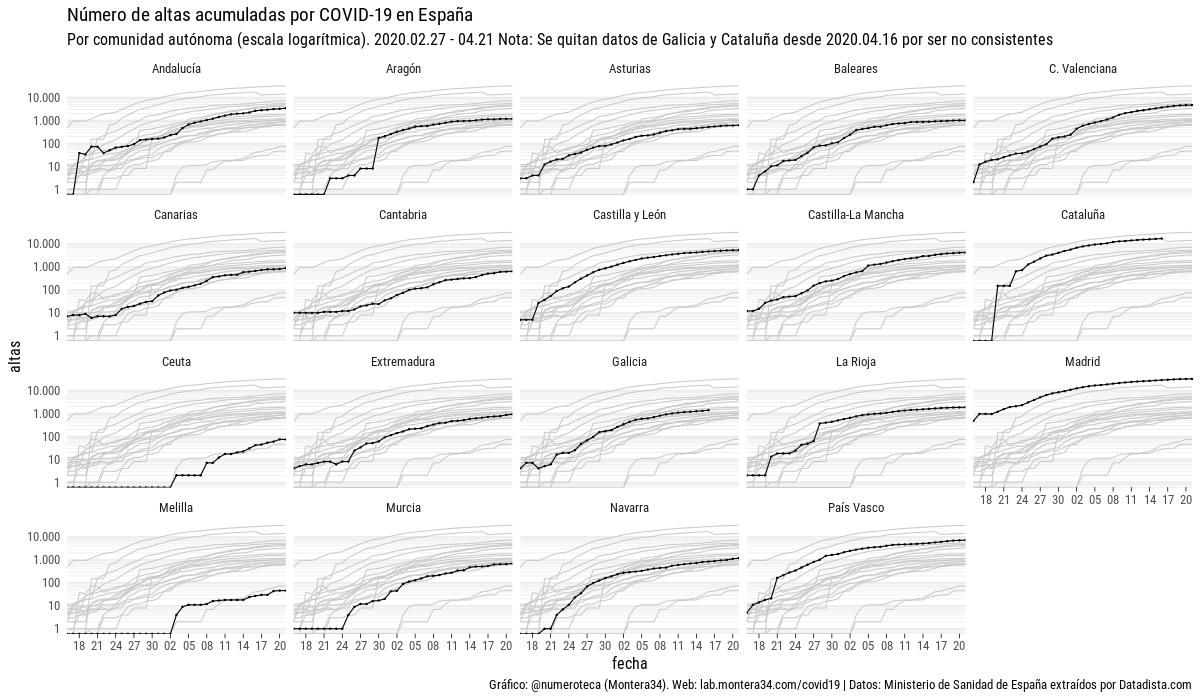 Número de altas acumuladas por COVID-19 en España
Por comunidad autónoma (escala logarítmica). 2020.02.27 - 04.21 Nota: Se quitan datos de Galicia y Cataluña desde 2020.04.16 por ser no consistentes
Andalucía Aragón Asturias Baleares C. Valenciana
10.000
1.000
100
10
1
Canarias Cantabria Castilla y León Castilla-La Mancha Cataluña
10.000
1.000
100
10
1
altas
Ceuta Extremadura Galicia La Rioja Madrid
10.000
1.000
100
10
1
18 21 24 27 30 02 05 08 11 14 17 20
Melilla Murcia Navarra País Vasco
10.000
1.000
100
10
1
18 21 24 27 30 02 05 08 11 14 17 20 18 21 24 27 30 02 05 08 11 14 17 20 18 21 24 27 30 02 05 08 11 14 17 20 18 21 24 27 30 02 05 08 11 14 17 20
fecha
Gráfico: @numeroteca (Montera34). Web: lab.montera34.com/covid19 | Datos: Ministerio de Sanidad de España extraídos por Datadista.com